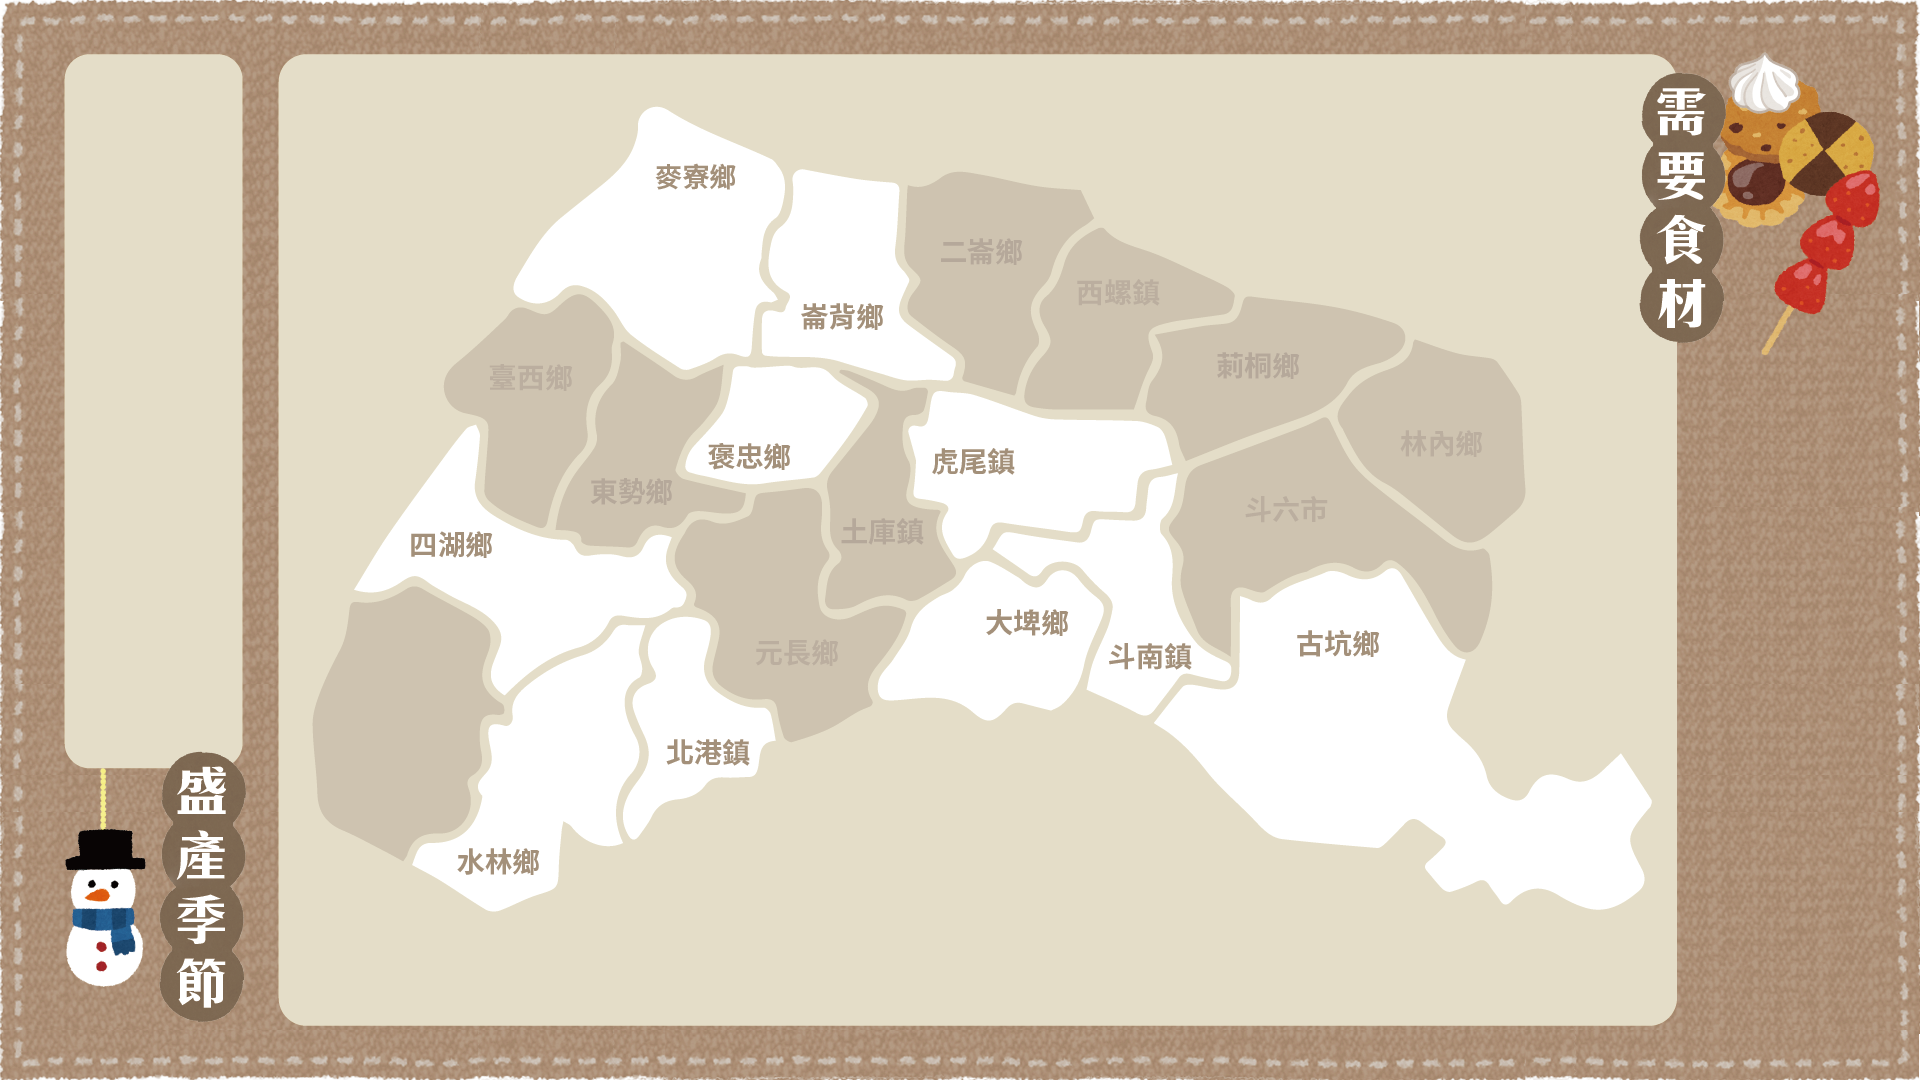 需要食材
麥寮鄉
崙背鄉
二崙鄉
西螺鎮
莿桐鄉
臺西鄉
林內鄉
褒忠鄉
虎尾鎮
東勢鄉
斗六市
土庫鎮
四湖鄉
大埤鄉
元長鄉
斗南鎮
古坑鄉
北港鎮
水林鄉
盛產季節